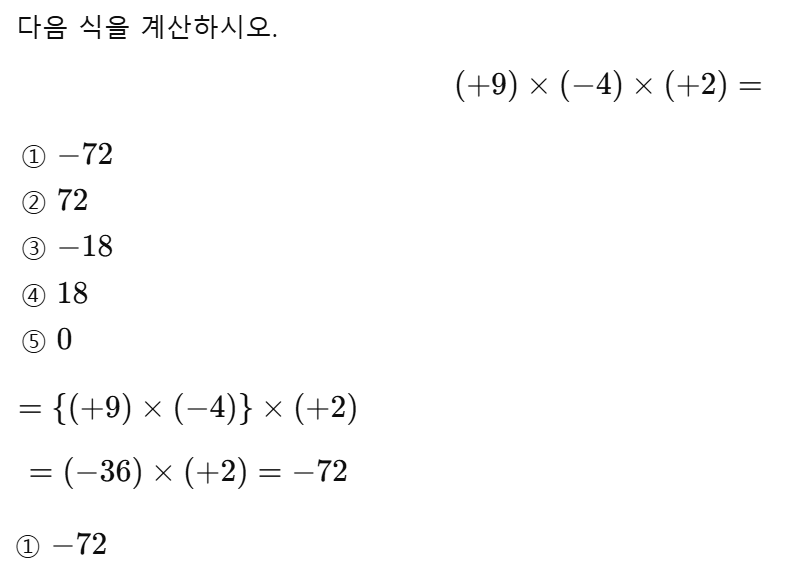 다음 식을 계산하시오.
(+9) × (−4) × (+2) =
① −72
② 72
③ −18
④ 18
⑤ 0
= {(+9) × (−4)} × (+2)
= (−36) × (+2) = −72
① −72